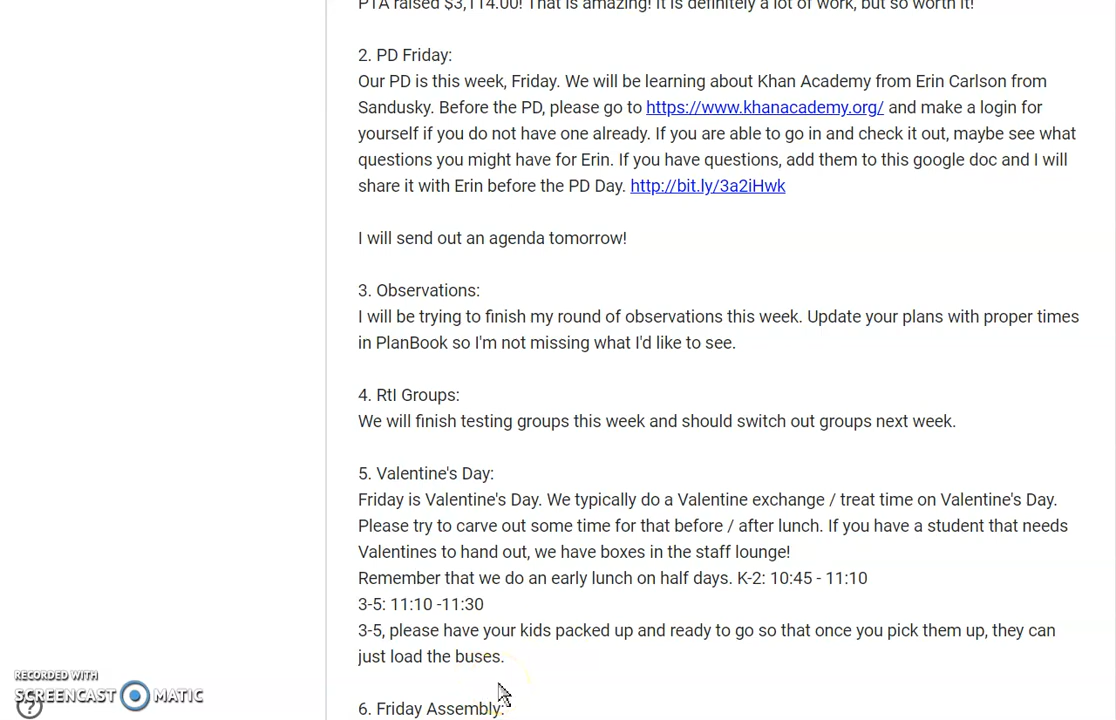 PTA raised $3,114.00! That is amazing! It is definitely a lot of work, but so worth it!
2. PD Friday:
Our PD is this week, Friday. We will be learning about Khan Academy from Erin Carlson from
Sandusky. Before the PD, please go to https://www.khanacademy.org/ and make a login for
yourself if you do not have one already. If you are able to go in and check it out, maybe see what
questions you might have for Erin. If you have questions, add them to this google doc and I will
share it with Erin before the PD Day. http://bit.ly/3a2iHwk
I will send out an agenda tomorrow!
3. Observations:
I will be trying to finish my round of observations this week. Update your plans with proper times
in PlanBook so I'm not missing what I'd like to see.
4. RtI Groups:
We will finish testing groups this week and should switch out groups next week.
5. Valentine's Day:
Friday is Valentine's Day. We typically do a Valentine exchange / treat time on Valentine's Day.
Please try to carve out some time for that before / after lunch. If you have a student that needs
Valentines to hand out, we have boxes in the staff lounge!
Remember that we do an early lunch on half days. K-2: 10:45 - 11:10
3-5: 11:10 -11:30
3-5, please have your kids packed up and ready to go so that once you pick them up, they can
just load the buses.
6. Friday Assembly:
RECORDED WITH
SCREENCAST MATIC
?